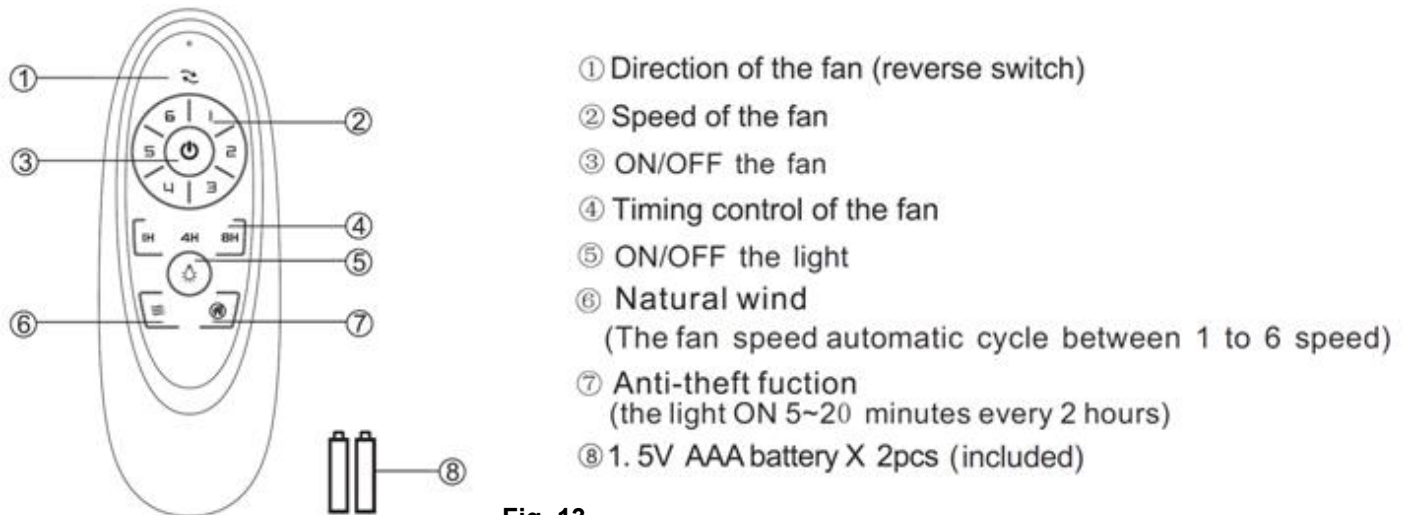 ① Direction of the fan (reverse switch)
② Speed of the fan
③ ON/OFF the fan
④ Timing control of the fan
⑤ ON/OFF the light
⑥ Natural wind
(The fan speed automatic cycle between 1 to 6 speed)
⑦ Anti-theft fuction
(the light ON 5~20 minutes every 2 hours)
⑧ 1.5V AAA battery X 2pcs (included)
①
6 1
②
③
5 2
4 3
④
1H 4H 8H
⑤
⑥
⑦
⑧
Fig. 13